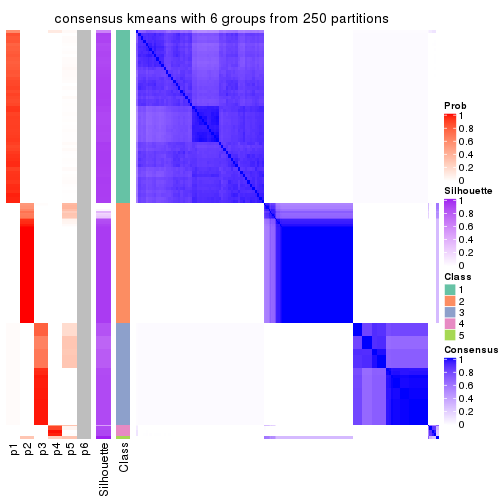 consensus kmeans with 6 groups from 250 partitions
Prob
1
0.8
0.6
0.4
0.2
0
Silhouette
1
0.8
0.6
0.4
0.2
0
Class
1
2
3
4
5
Consensus
1
0.8
0.6
0.4
0.2
0
p1
p2
p3
p4
p5
p6
Silhouette
Class